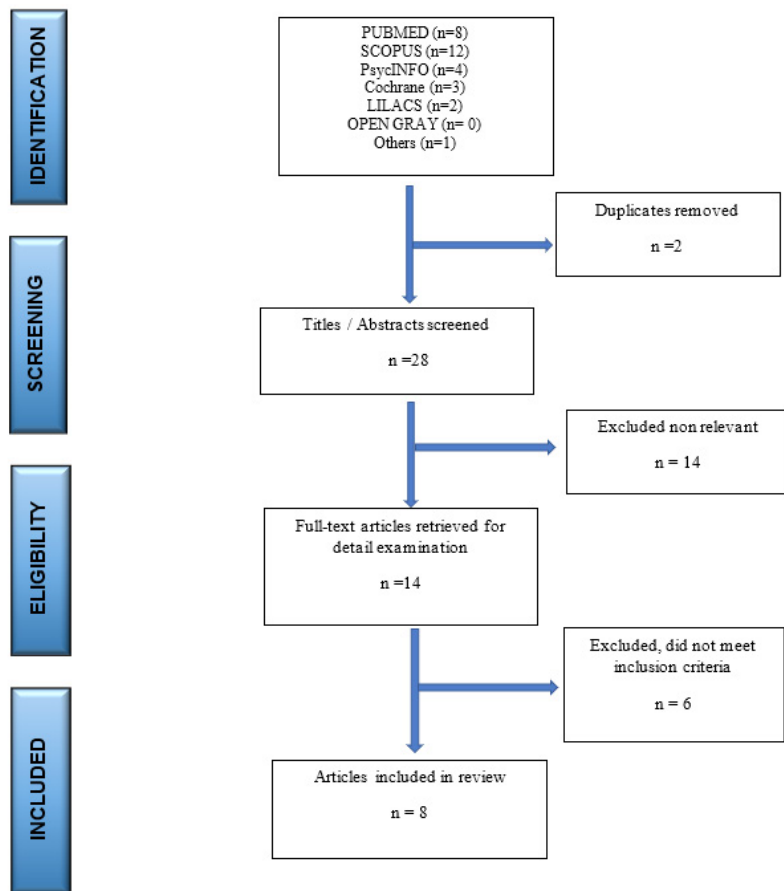 IDENTIFICATION
PUBMED (n=8)
SCOPUS (n=12)
PsycINFO (n=4)
Cochrane (n=3)
LILACS (n=2)
OPEN GRAY (n= 0)
Others (n=1)
Duplicates removed
n =2
SCREENING
Titles / Abstracts screened
n =28
Excluded non relevant
n = 14
ELIGIBILITY
Full-text articles retrieved for
detail examination
n =14
Excluded, did not meet
inclusion criteria
n = 6
INCLUDED
Articles included in review
n = 8